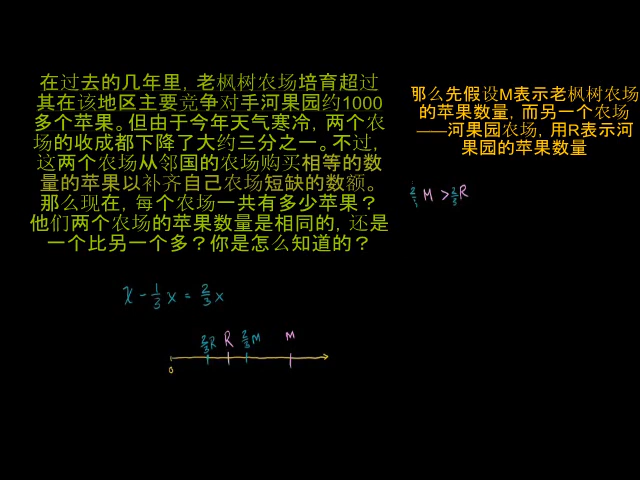 在过去的几年里，老枫树农场培育超过
其在该地区主要竞争对手河果园约1000
多个苹果。但由于今年天气寒冷，两个农
场的收成都下降了大约三分之一。不过，
这两个农场从邻国的农场购买相等的数
量的苹果以补齐自己农场短缺的数额。
那么现在，每个农场一共有多少苹果？
他们两个农场的苹果数量是相同的，还是
一个比另一个多？你是怎么知道的？
那么先假设M表示老枫树农场
的苹果数量，而另一个农场
——河果园农场，用R表示河
果园的苹果数量
M > 2/3 R
x - 1/3 x = 2/3 x
2/3 R R 2/3 M M
0